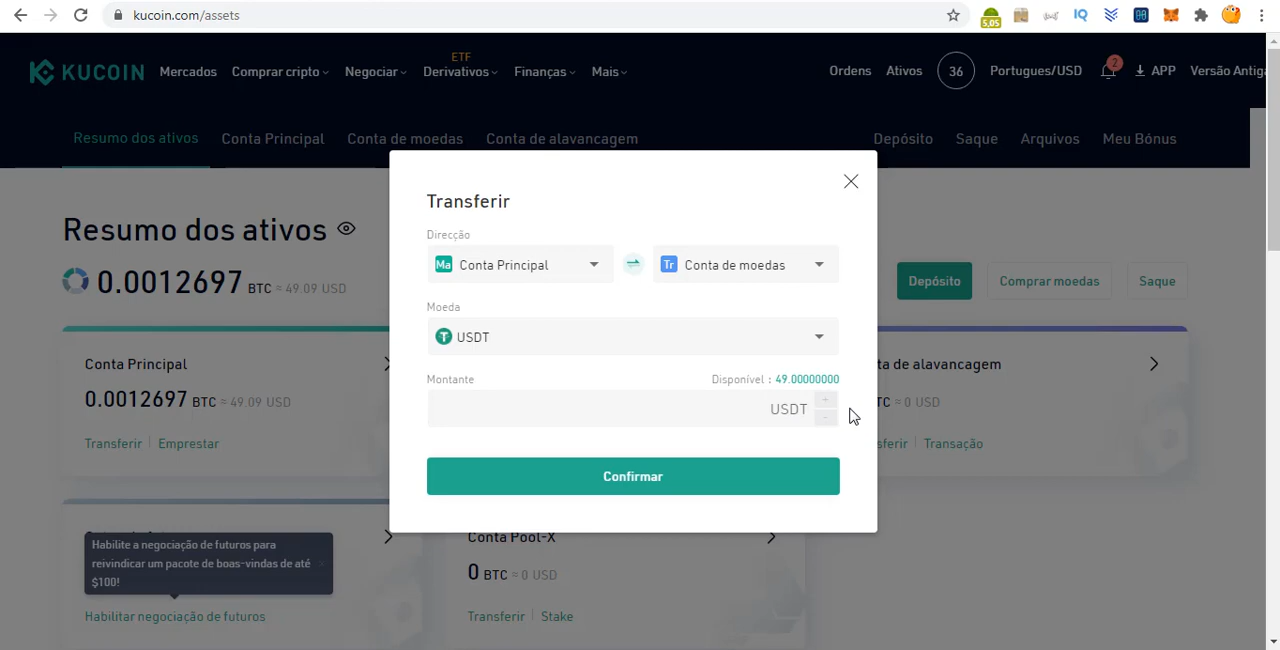 kucoin.com/assets
5,05
IQ
KUCOIN Mercados Comprar cripto Negociar ETF Derivativos Finanças Mais Ordens Ativos 36 Portugues/USD 2 APP Versão Antiga
Resumo dos ativos Conta Principal Conta de moedas Conta de alavancagem Depósito Saque Arquivos Meu Bónus
Resumo dos ativos
0.0012697 BTC ≈ 49.09 USD
Depósito Comprar moedas Saque
Conta Principal
0.0012697 BTC ≈ 49.09 USD
Transferir Emprestar
ta de alavancagem
TC ≈ 0 USD
ferir Transação
Transferir
Direcção
Ma Conta Principal Tr Conta de moedas
Moeda
USDT
Montante Disponível : 49.00000000
USDT + -
Confirmar
Habilite a negociação de futuros para
reivindicar um pacote de boas-vindas de até
$100!
Habilitar negociação de futuros
Conta Pool-X
0 BTC ≈ 0 USD
Transferir Stake